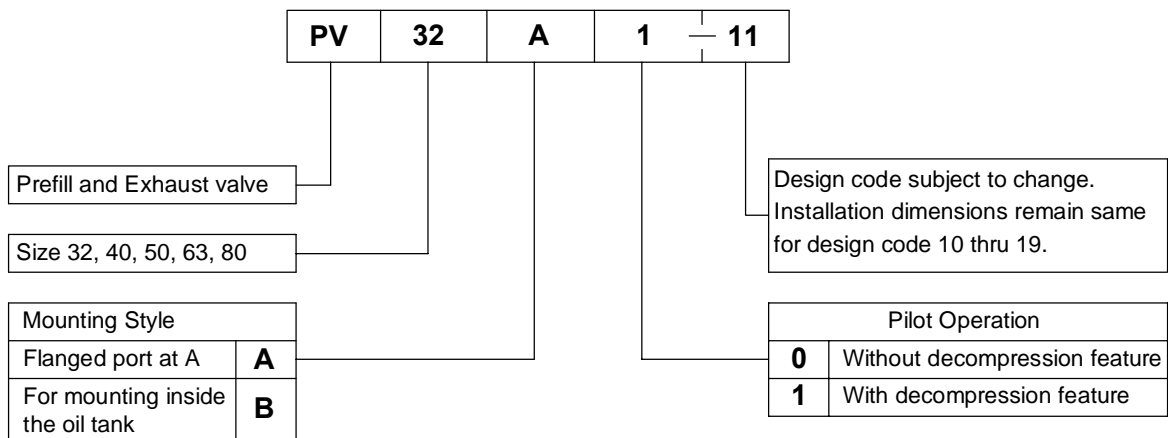 PV 32 A 1 — 11
Prefill and Exhaust valve
Size 32, 40, 50, 63, 80
Mounting Style
Flanged port at A A
For mounting inside
the oil tank
B
Design code subject to change.
Installation dimensions remain same
for design code 10 thru 19.
Pilot Operation
0 Without decompression feature
1 With decompression feature